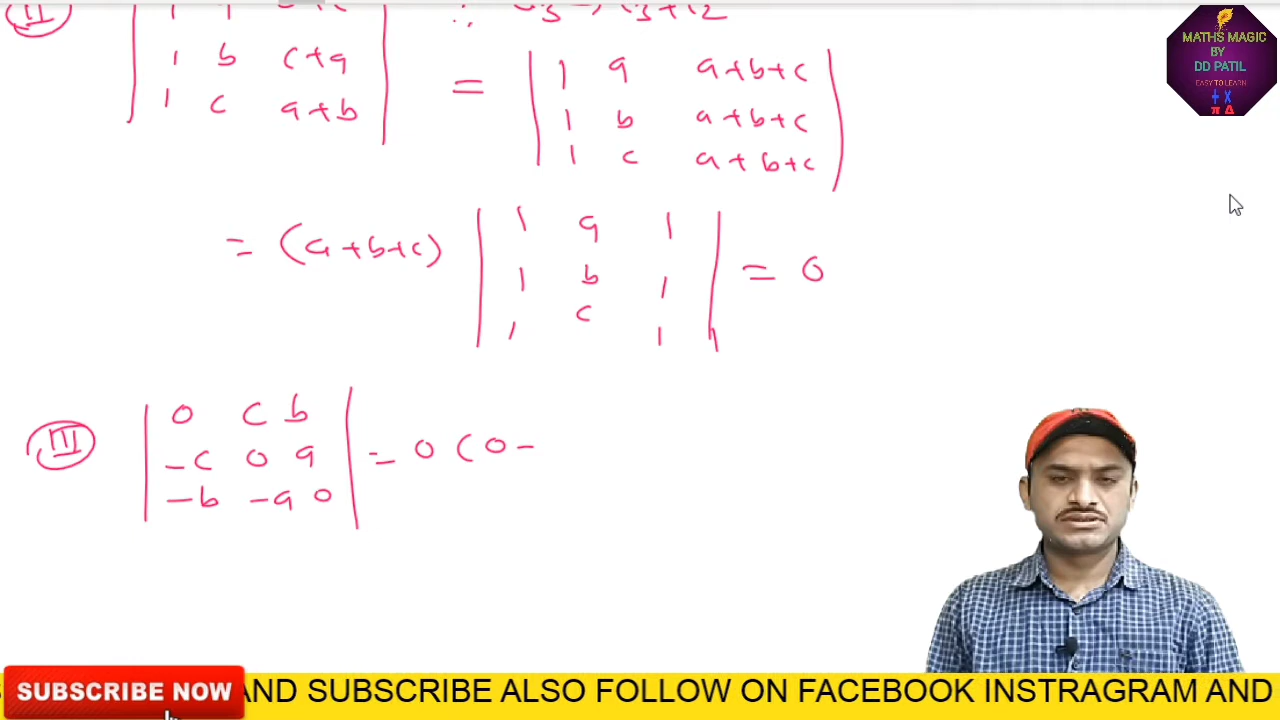 II
1 b c+a
1 c a+b
= 1 a a+b+c
1 b a+b+c
1 c a+b+c
= (a+b+c) 1 a 1
1 b 1 = 0
1 c 1
III 0 c b
-c 0 a = 0 (0 -
-b -a 0
MATHS MAGIC
BY
DD PATIL
EASY TO LEARN
+ X
π Δ
SUBSCRIBE NOW
AND SUBSCRIBE ALSO FOLLOW ON FACEBOOK INSTRAGRAM AND